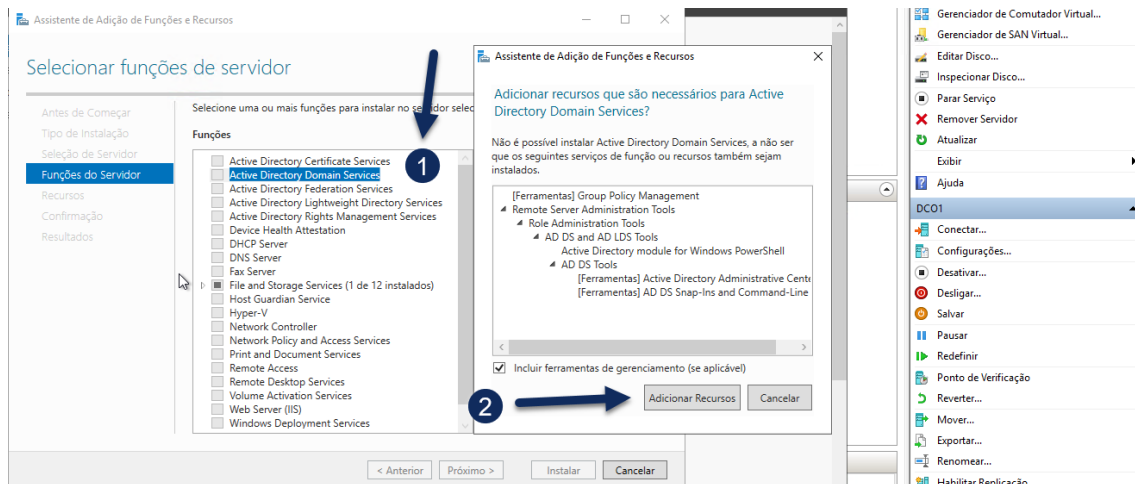 Assistente de Adição de Funções e Recursos
Selecionar funções de servidor
Antes de Começar
Tipo de Instalação
Seleção de Servidor
Funções do Servidor
Recursos
Confirmação
Resultados
Selecione uma ou mais funções para instalar no servidor selec
Funções
Active Directory Certificate Services
Active Directory Domain Services
Active Directory Federation Services
Active Directory Lightweight Directory Services
Active Directory Rights Management Services
Device Health Attestation
DHCP Server
DNS Server
Fax Server
File and Storage Services (1 de 12 instalados)
Host Guardian Service
Hyper-V
Network Controller
Network Policy and Access Services
Print and Document Services
Remote Access
Remote Desktop Services
Volume Activation Services
Web Server (IIS)
Windows Deployment Services
1
< Anterior
Próximo >
Instalar
Cancelar
Assistente de Adição de Funções e Recursos
Adicionar recursos que são necessários para Active
Directory Domain Services?
Não é possível instalar Active Directory Domain Services, a não ser
que os seguintes serviços de função ou recursos também sejam
instalados.
[Ferramentas] Group Policy Management
Remote Server Administration Tools
Role Administration Tools
AD DS and AD LDS Tools
Active Directory module for Windows PowerShell
AD DS Tools
[Ferramentas] Active Directory Administrative Cente
[Ferramentas] AD DS Snap-Ins and Command-Line
Incluir ferramentas de gerenciamento (se aplicável)
2
Adicionar Recursos
Cancelar
Gerenciador de Comutador Virtual...
Gerenciador de SAN Virtual...
Editar Disco...
Inspecionar Disco...
Parar Serviço
Remover Servidor
Atualizar
Exibir
Ajuda
DCO1
Conectar...
Configurações...
Desativar...
Desligar...
Salvar
Pausar
Redefinir
Ponto de Verificação
Reverter...
Mover...
Exportar...
Renomear...
Habilitar Replicação